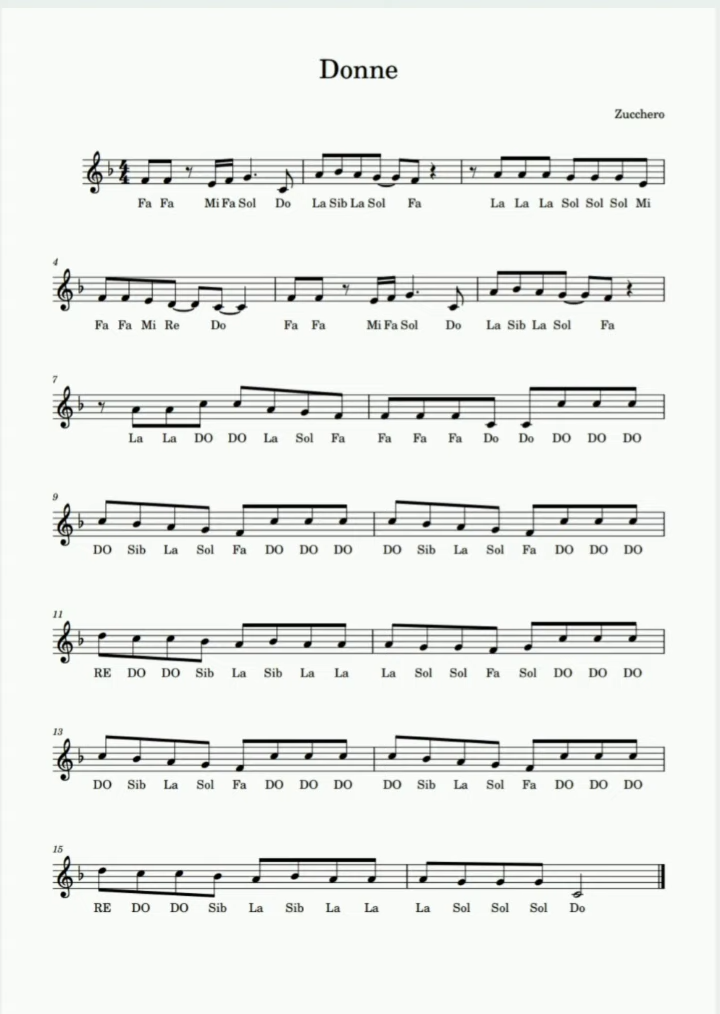 Donne
Zucchero
4
4
Fa Fa Mi Fa Sol Do La Sib La Sol Fa La La La Sol Sol Sol Mi
4
Fa Fa Mi Re Do Fa Fa Mi Fa Sol Do La Sib La Sol Fa
7
La La DO DO La Sol Fa Fa Fa Fa Do Do DO DO DO
9
DO Sib La Sol Fa DO DO DO DO Sib La Sol Fa DO DO DO
11
RE DO DO Sib La Sib La La La Sol Sol Fa Sol DO DO DO
13
DO Sib La Sol Fa DO DO DO DO Sib La Sol Fa DO DO DO
15
RE DO DO Sib La Sib La La La Sol Sol Sol Do